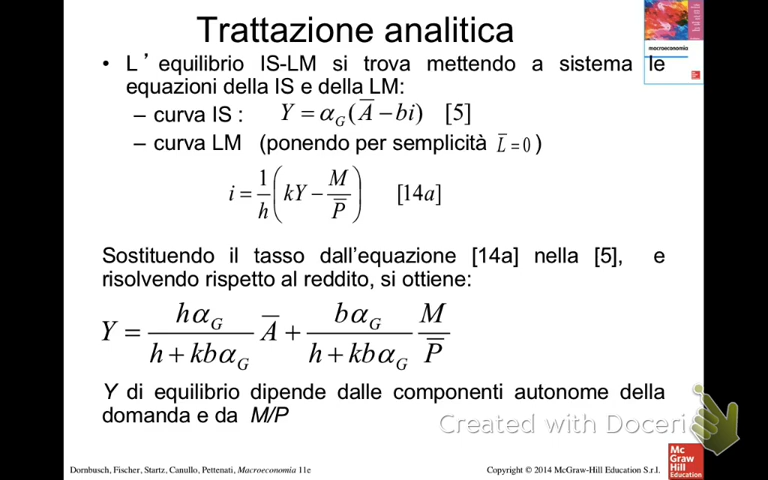 Trattazione analitica
• L’equilibrio IS-LM si trova mettendo a sistema le
equazioni della IS e della LM:
– curva IS : Y = α_G(A̅ − bi) [5]
– curva LM (ponendo per semplicità L̅ = 0 )
i = 1/h (kY − M/P̅) [14a]
Sostituendo il tasso dall’equazione [14a] nella [5], e
risolvendo rispetto al reddito, si ottiene:
Y = hα_G/(h + kbα_G) A̅ + bα_G/(h + kbα_G) M/P̅
Y di equilibrio dipende dalle componenti autonome della
domanda e da M/P
Created with Doceri
macroeconomia
Mc
Graw
Hill
Education
Dornbusch, Fischer, Startz, Canullo, Pettenati, Macroeconomia 11e
Copyright © 2014 McGraw-Hill Education S.r.l.